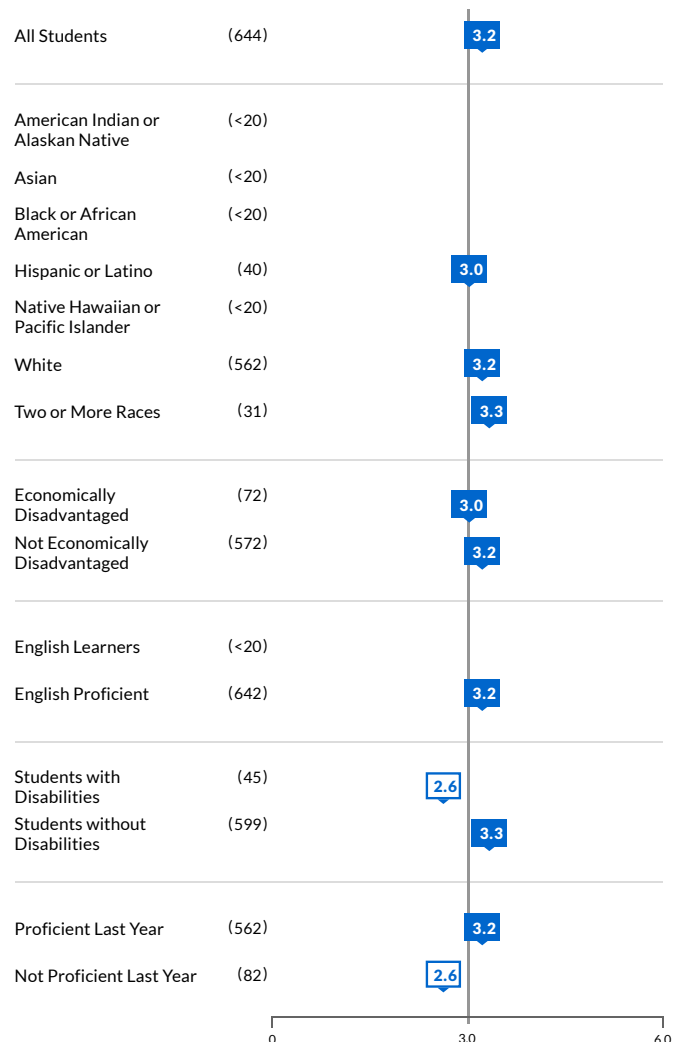 All Students (644) 3.2
American Indian or (<20)
Alaskan Native
Asian (<20)
Black or African (<20)
American
Hispanic or Latino (40) 3.0
Native Hawaiian or (<20)
Pacific Islander
White (562) 3.2
Two or More Races (31) 3.3
Economically (72) 3.0
Disadvantaged
Not Economically (572) 3.2
Disadvantaged
English Learners (<20)
English Proficient (642) 3.2
Students with (45) 2.6
Disabilities
Students without (599) 3.3
Disabilities
Proficient Last Year (562) 3.2
Not Proficient Last Year (82) 2.6
0 3.0 6.0